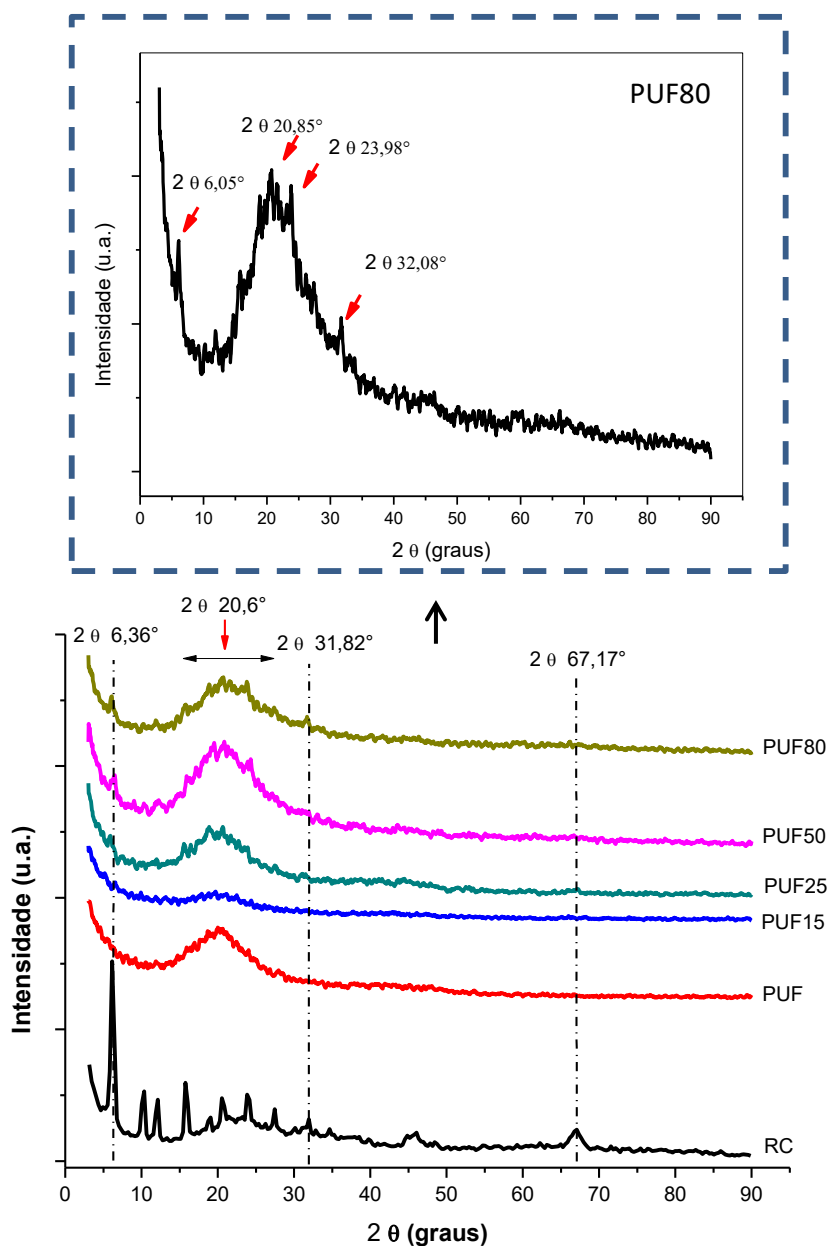 PUF80
2 θ 20,85°
2 θ 23,98°
2 θ 6,05°
2 θ 32,08°
Intensidade (u.a.)
0 10 20 30 40 50 60 70 80 90
2 θ (graus)
2 θ 20,6°
2 θ 6,36°
2 θ 31,82°
2 θ 67,17°
PUF80
PUF50
PUF25
PUF15
PUF
RC
Intensidade (u.a.)
0 10 20 30 40 50 60 70 80 90
2 θ (graus)